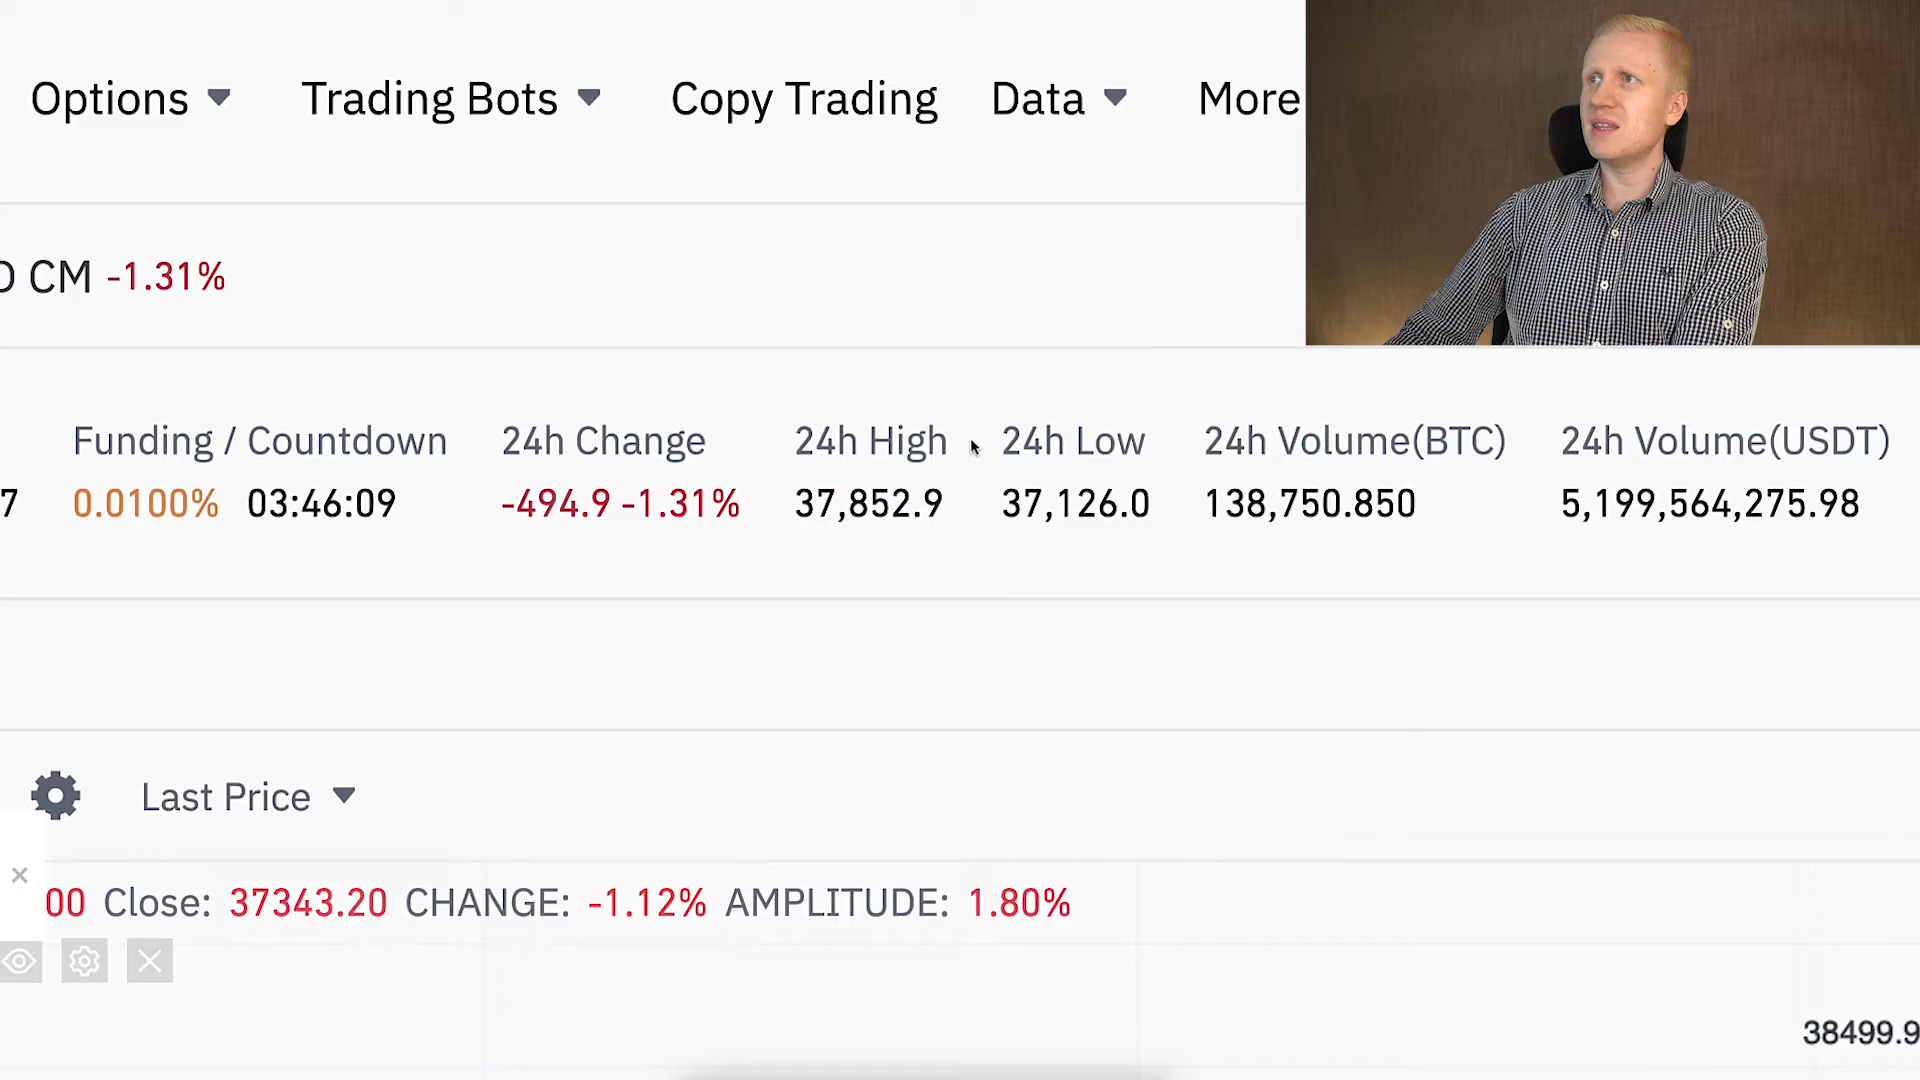 Options Trading Bots Copy Trading Data More
CM -1.31%
Funding / Countdown 24h Change 24h High 24h Low 24h Volume(BTC) 24h Volume(USDT)
7 0.0100% 03:46:09 -494.9 -1.31% 37,852.9 37,126.0 138,750.850 5,199,564,275.98
Last Price
00 Close: 37343.20 CHANGE: -1.12% AMPLITUDE: 1.80%
38499.9